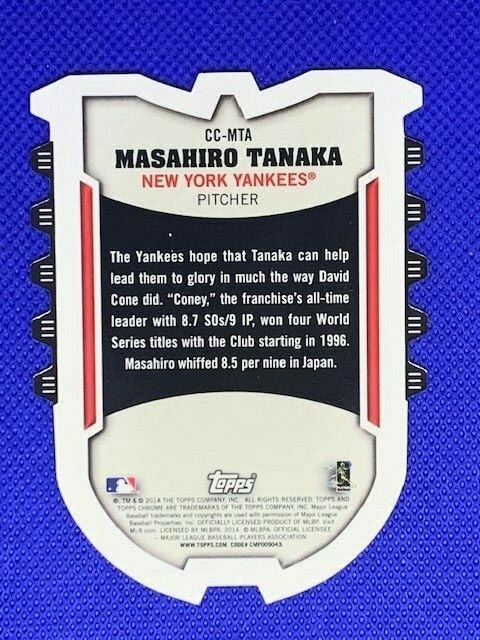 CC-MTA
MASAHIRO TANAKA
NEW YORK YANKEES®
PITCHER
The Yankees hope that Tanaka can help
lead them to glory in much the way David
Cone did. “Coney,” the franchise's all-time
leader with 8.7 SOs/9 IP, won four World
Series titles with the Club starting in 1996.
Masahiro whiffed 8.5 per nine in Japan.
Topps
®, TM & © 2014 THE TOPPS COMPANY, INC. ALL RIGHTS RESERVED. TOPPS AND
TOPPS CHROME ARE TRADEMARKS OF THE TOPPS COMPANY, INC. Major League
Baseball trademarks and copyrights are used with permission of Major League
Baseball Properties, Inc. OFFICIALLY LICENSED PRODUCT OF MLBP. Visit
MLB.com. LICENSED BY MLBPA, 2014. © MLBPA. OFFICIAL LICENSEE
– MAJOR LEAGUE BASEBALL PLAYERS ASSOCIATION.
WWW.TOPPS.COM. CODE# CMP009043.